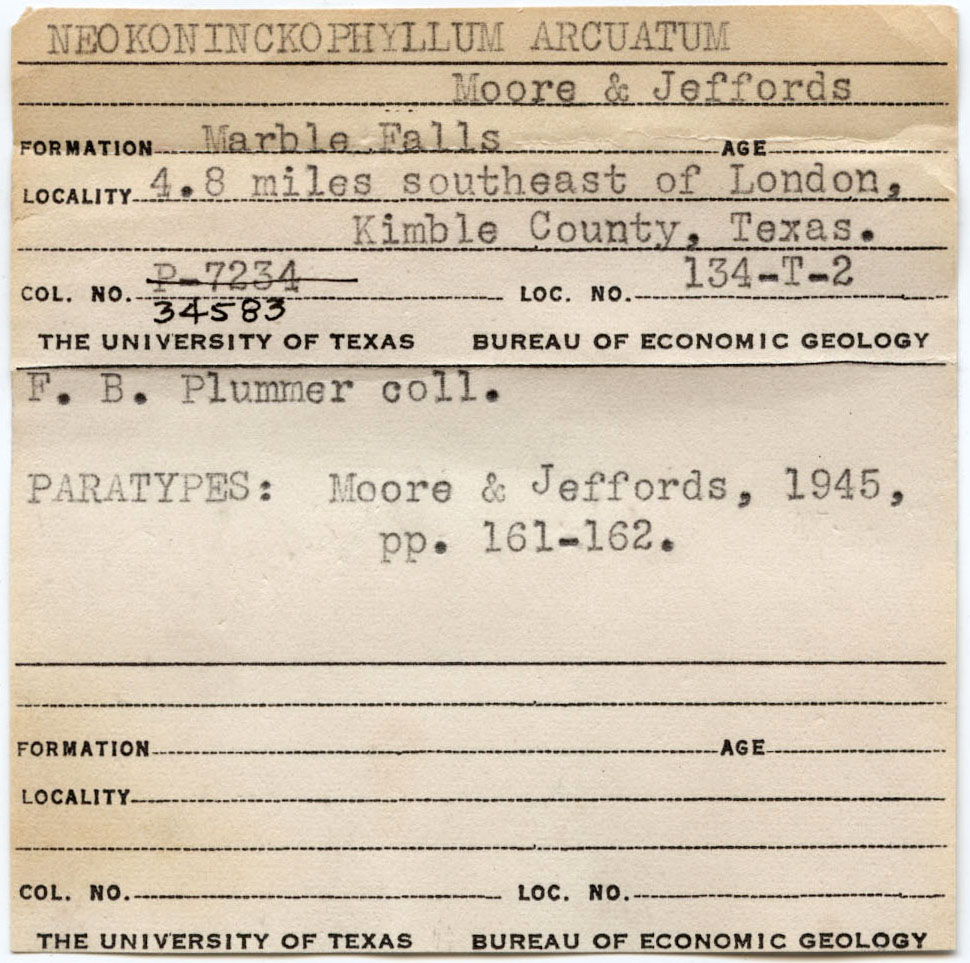 NEOKONINCKOPHYLLUM ARCUATUM
Moore & Jeffords
FORMATION Marble Falls AGE
LOCALITY 4.8 miles southeast of London,
Kimble County, Texas.
COL. NO. P-7234 LOC. NO. 134-T-2
34583
THE UNIVERSITY OF TEXAS BUREAU OF ECONOMIC GEOLOGY
F. B. Plummer coll.
PARATYPES: Moore & Jeffords, 1945,
pp. 161-162.
FORMATION AGE
LOCALITY
COL. NO. LOC. NO.
THE UNIVERSITY OF TEXAS BUREAU OF ECONOMIC GEOLOGY